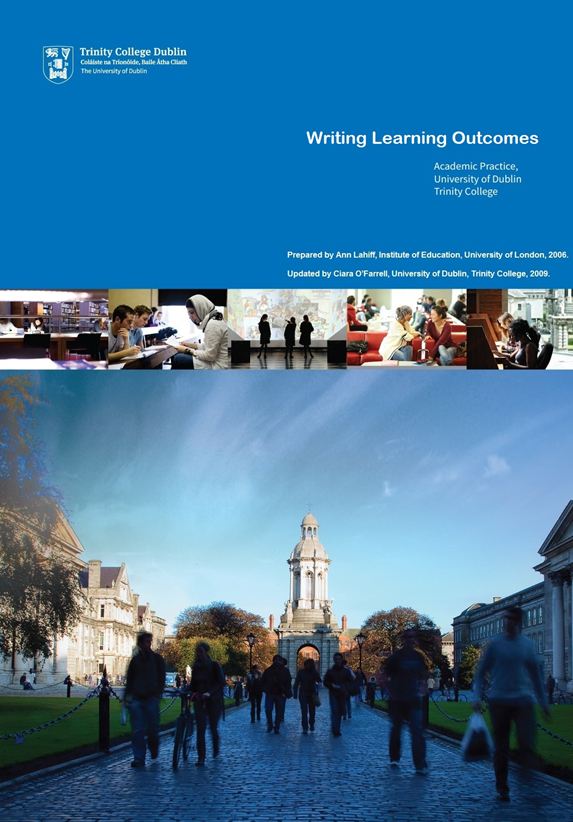 Trinity College Dublin
Coláiste na Tríonóide, Baile Átha Cliath
The University of Dublin
Writing Learning Outcomes
Academic Practice,
University of Dublin
Trinity College
Prepared by Ann Lahiff, Institute of Education, University of London, 2006.
Updated by Ciara O'Farrell, University of Dublin, Trinity College, 2009.